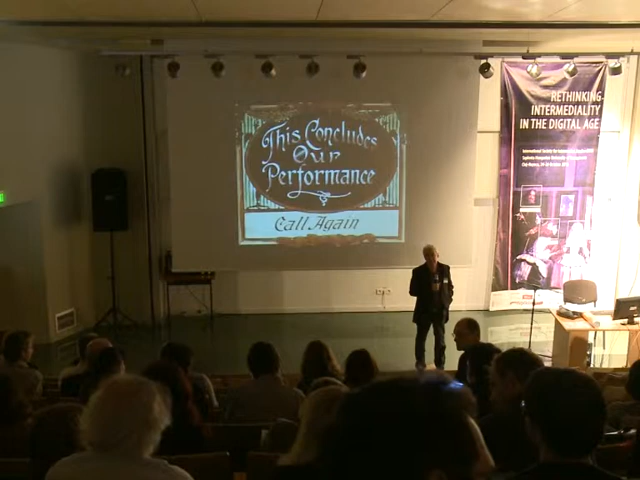 This Concludes
Our
Performance
Call Again
RETHINKING
INTERMEDIALITY
IN THE DIGITAL AGE